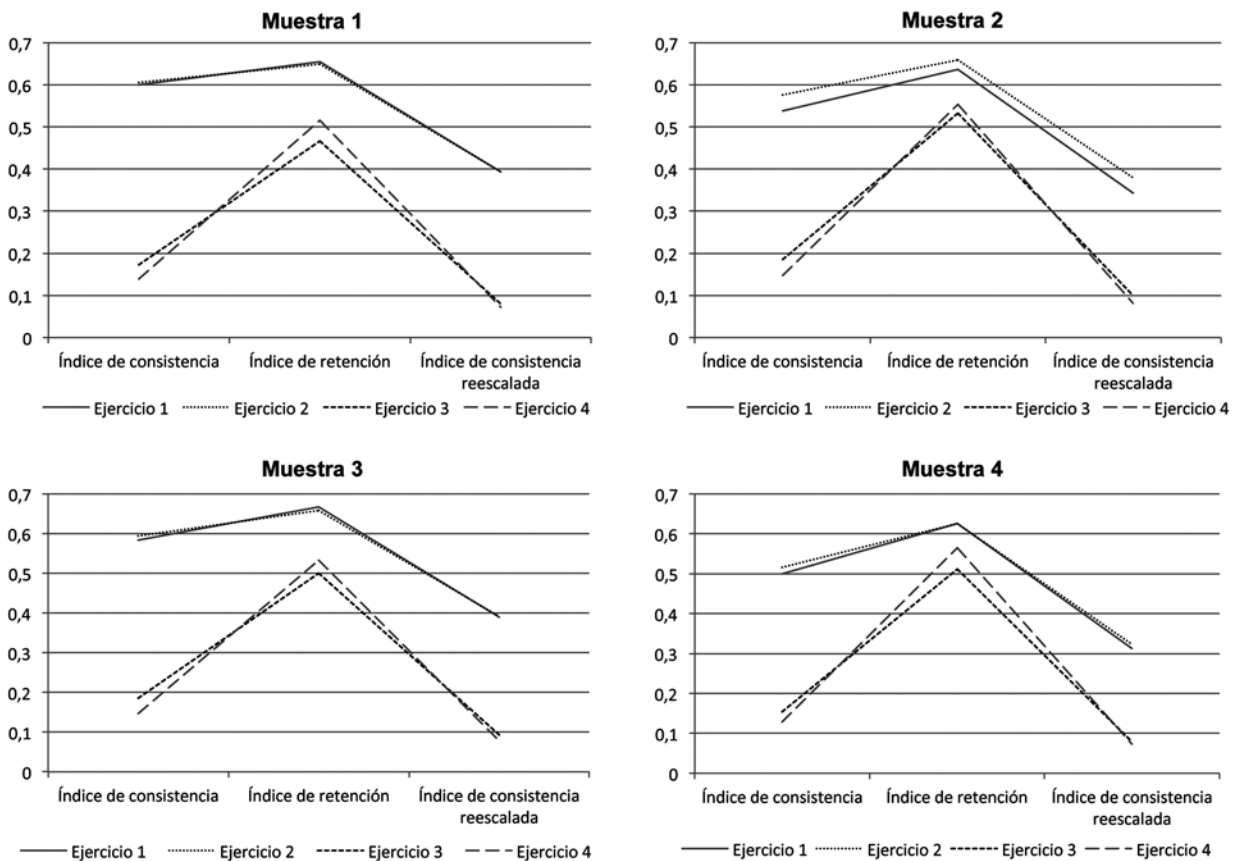 Muestra 1
0,7
0,6
0,5
0,4
0,3
0,2
0,1
0
Índice de consistencia Índice de retención Índice de consistencia
reescalada
Ejercicio 1 Ejercicio 2 Ejercicio 3 Ejercicio 4
Muestra 2
0,7
0,6
0,5
0,4
0,3
0,2
0,1
0
Índice de consistencia Índice de retención Índice de consistencia
reescalada
Ejercicio 1 Ejercicio 2 Ejercicio 3 Ejercicio 4
Muestra 3
0,7
0,6
0,5
0,4
0,3
0,2
0,1
0
Índice de consistencia Índice de retención Índice de consistencia
reescalada
Ejercicio 1 Ejercicio 2 Ejercicio 3 Ejercicio 4
Muestra 4
0,7
0,6
0,5
0,4
0,3
0,2
0,1
0
Índice de consistencia Índice de retención Índice de consistencia
reescalada
Ejercicio 1 Ejercicio 2 Ejercicio 3 Ejercicio 4